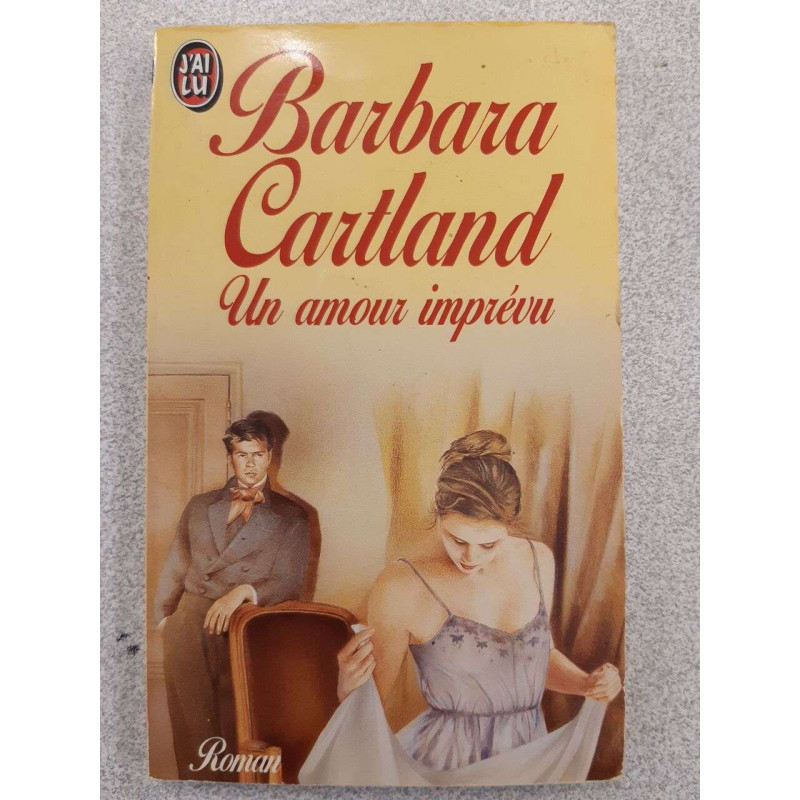 J'AI
LU
Barbara
Cartland
Un amour imprévu
Roman